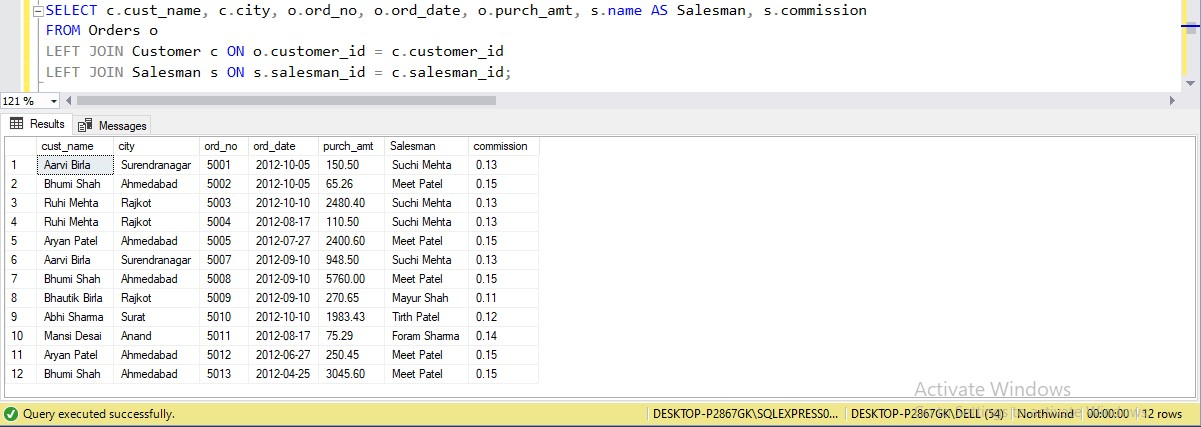 SELECT c.cust_name, c.city, o.ord_no, o.ord_date, o.purch_amt, s.name AS Salesman, s.commission
FROM Orders o
LEFT JOIN Customer c ON o.customer_id = c.customer_id
LEFT JOIN Salesman s ON s.salesman_id = c.salesman_id;
121 %
Results Messages
cust_name city ord_no ord_date purch_amt Salesman commission
1 Aarvi Birla Surendranagar 5001 2012-10-05 150.50 Suchi Mehta 0.13
2 Bhumi Shah Ahmedabad 5002 2012-10-05 65.26 Meet Patel 0.15
3 Ruhi Mehta Rajkot 5003 2012-10-10 2480.40 Suchi Mehta 0.13
4 Ruhi Mehta Rajkot 5004 2012-08-17 110.50 Suchi Mehta 0.13
5 Aryan Patel Ahmedabad 5005 2012-07-27 2400.60 Meet Patel 0.15
6 Aarvi Birla Surendranagar 5007 2012-09-10 948.50 Suchi Mehta 0.13
7 Bhumi Shah Ahmedabad 5008 2012-09-10 5760.00 Meet Patel 0.15
8 Bhautik Birla Rajkot 5009 2012-09-10 270.65 Mayur Shah 0.11
9 Abhi Sharma Surat 5010 2012-10-10 1983.43 Tirth Patel 0.12
10 Mansi Desai Anand 5011 2012-08-17 75.29 Foram Sharma 0.14
11 Aryan Patel Ahmedabad 5012 2012-06-27 250.45 Meet Patel 0.15
12 Bhumi Shah Ahmedabad 5013 2012-04-25 3045.60 Meet Patel 0.15
Activate Windows
Query executed successfully. DESKTOP-P2867GK\SQLEXPRESS0... DESKTOP-P2867GK\DELL (54) Northwind 00:00:00 12 rows